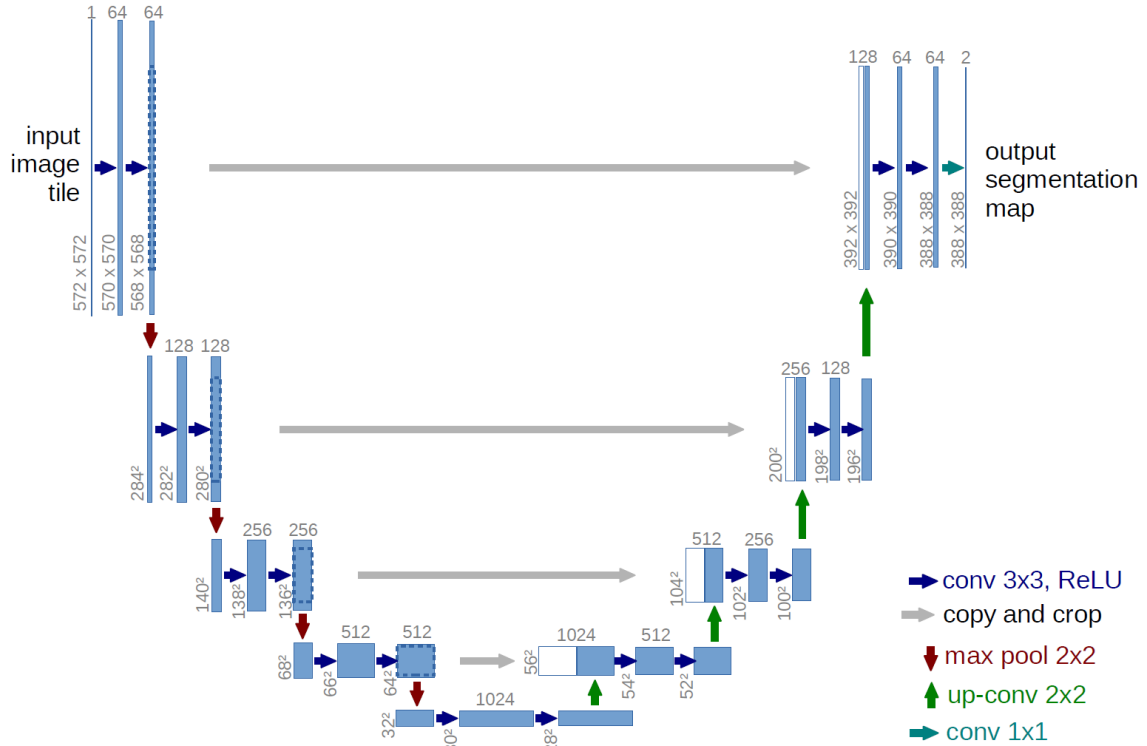 1 64 64
input
image
tile
572 x 572
570 x 570
568 x 568
128 64 64 2
392 x 392
390 x 390
388 x 388
388 x 388
output
segmentation
map
128 128
284²
282²
280²
256 128
200²
198²
196²
256 256
140²
138²
136²
512 256
104²
102²
100²
512 512
68²
66²
64²
1024 512
56²
54²
52²
1024
32²
conv 3x3, ReLU
copy and crop
max pool 2x2
up-conv 2x2
conv 1x1